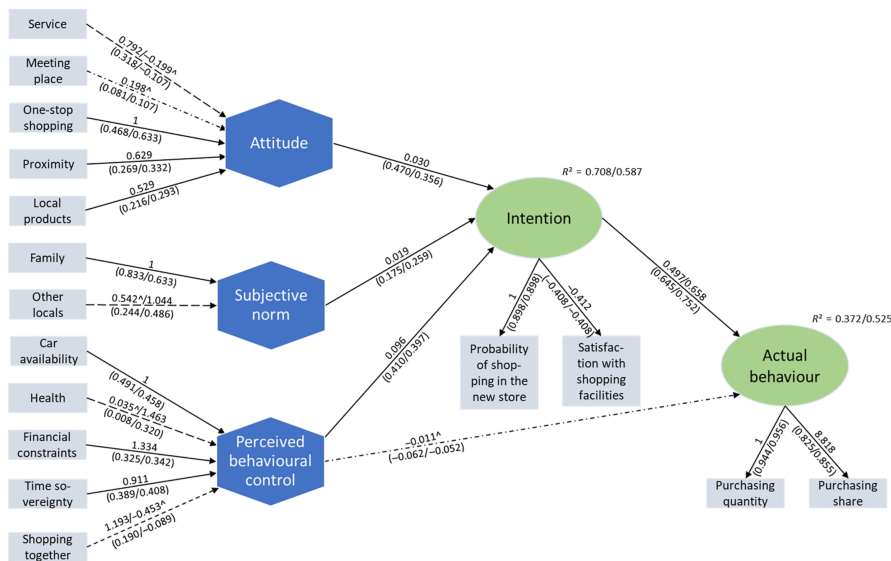 Service
0.792/–0.199^
(0.318/–0.107)
Meeting
place
0.198^
(0.081/0.107)
One-stop
shopping
1
(0.468/0.633)
Proximity
0.629
(0.269/0.332)
Local
products
0.529
(0.216/0.293)
Attitude
0.030
(0.470/0.356)
Family
1
(0.833/0.633)
Other
locals
0.542^/1.044
(0.244/0.486)
Subjective
norm
0.019
(0.175/0.259)
Car
availability
1
(0.491/0.458)
Health
0.035^/1.463
(0.008/0.320)
Financial
constraints
1.334
(0.325/0.342)
Time so-
vereignty
0.911
(0.389/0.408)
Shopping
together
1.193/–0.453^
(0.190/–0.089)
Perceived
behavioural
control
0.096
(0.410/0.397)
–0.011^
(–0.062/–0.052)
R² = 0.708/0.587
Intention
1
(0.898/0.898)
–0.412
(–0.408/–0.408)
Probability
of shop-
ping in the
new store
Satisfac-
tion with
shopping
facilities
0.497/0.658
(0.645/0.752)
R² = 0.372/0.525
Actual
behaviour
1
(0.944/0.956)
8.818
(0.825/0.855)
Purchasing
quantity
Purchasing
share